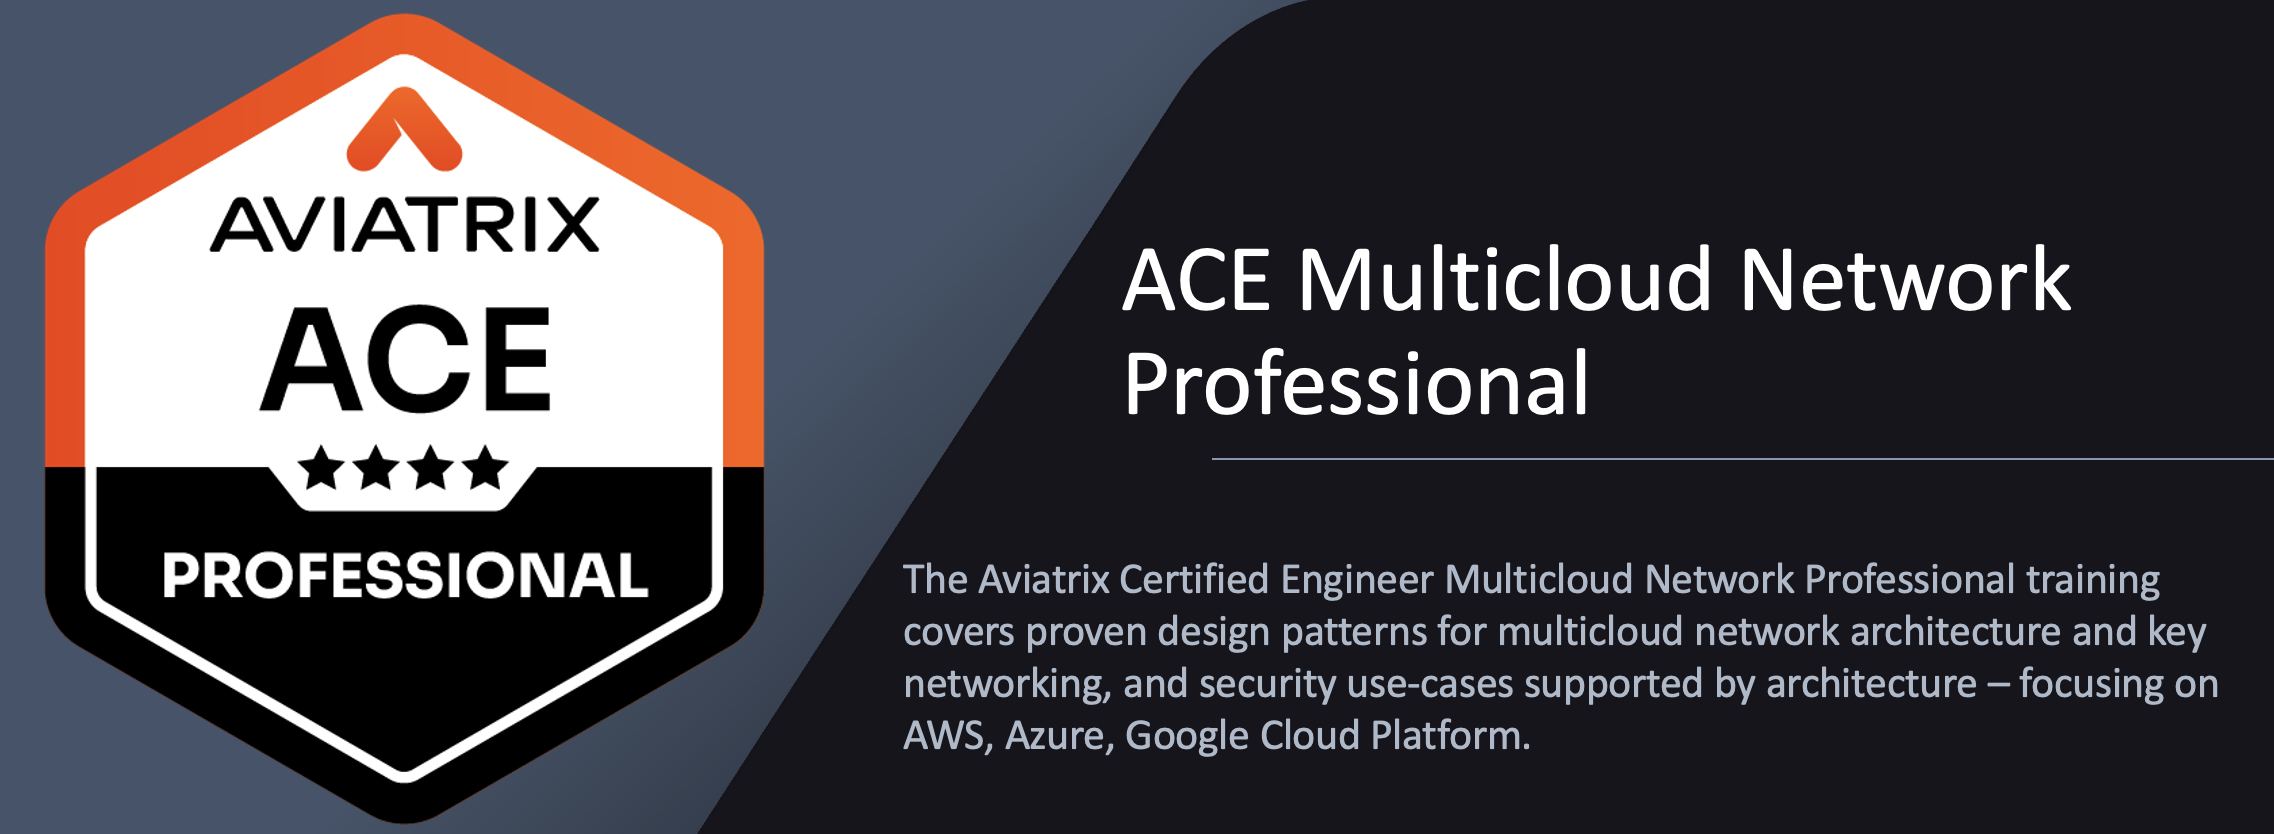 AVIATRIX
ACE
PROFESSIONAL
ACE Multicloud Network
Professional
The Aviatrix Certified Engineer Multicloud Network Professional training
covers proven design patterns for multicloud network architecture and key
networking, and security use-cases supported by architecture – focusing on
AWS, Azure, Google Cloud Platform.